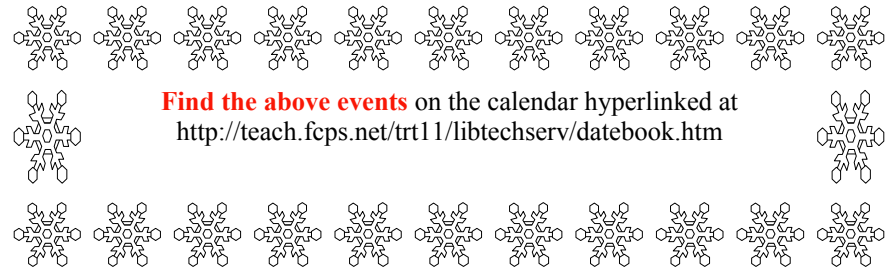 Find the above events on the calendar hyperlinked at
http://teach.fcps.net/trt11/libtechserv/datebook.htm